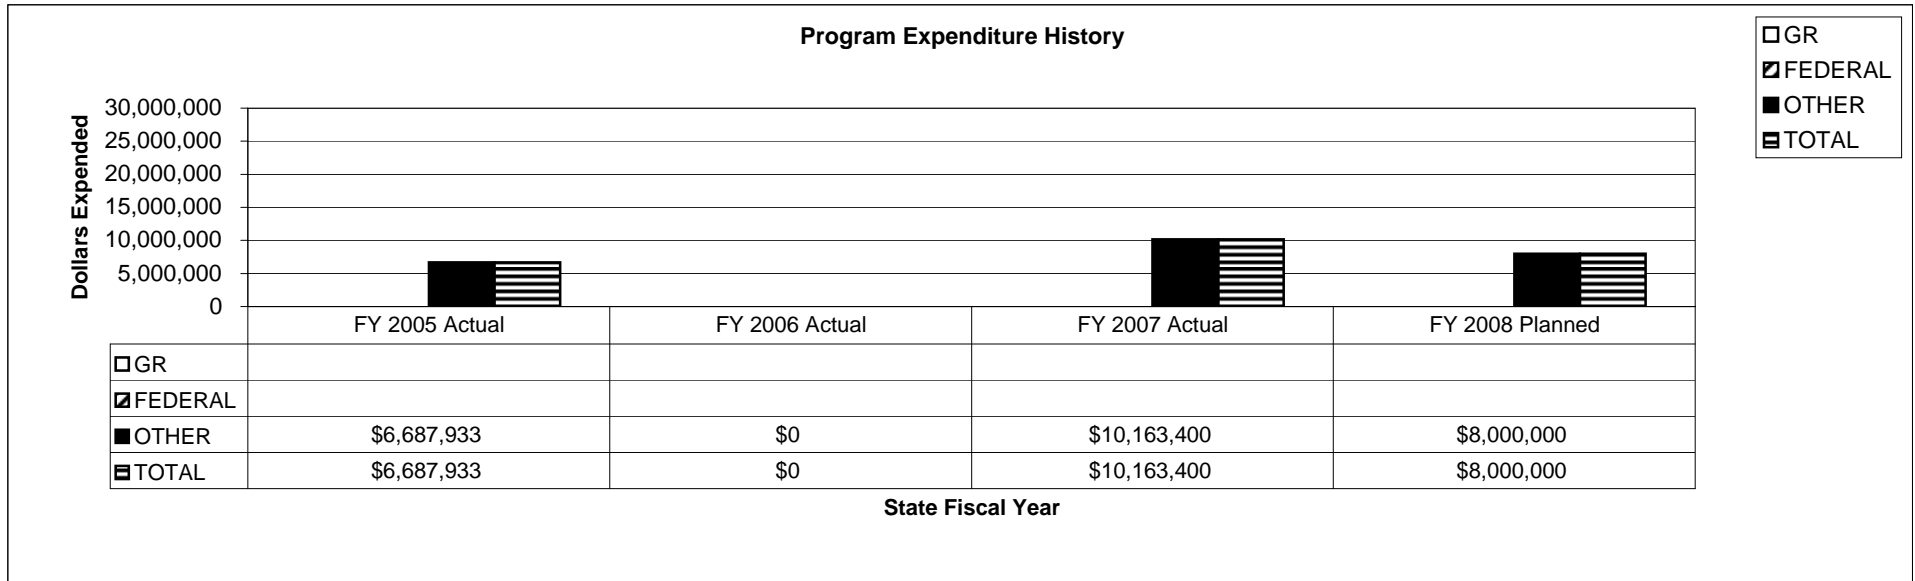 Program Expenditure History
GR
FEDERAL
OTHER
TOTAL
Dollars Expended
30,000,000
25,000,000
20,000,000
15,000,000
10,000,000
5,000,000
0
FY 2005 Actual FY 2006 Actual FY 2007 Actual FY 2008 Planned
GR
FEDERAL
OTHER $6,687,933 $0 $10,163,400 $8,000,000
TOTAL $6,687,933 $0 $10,163,400 $8,000,000
State Fiscal Year